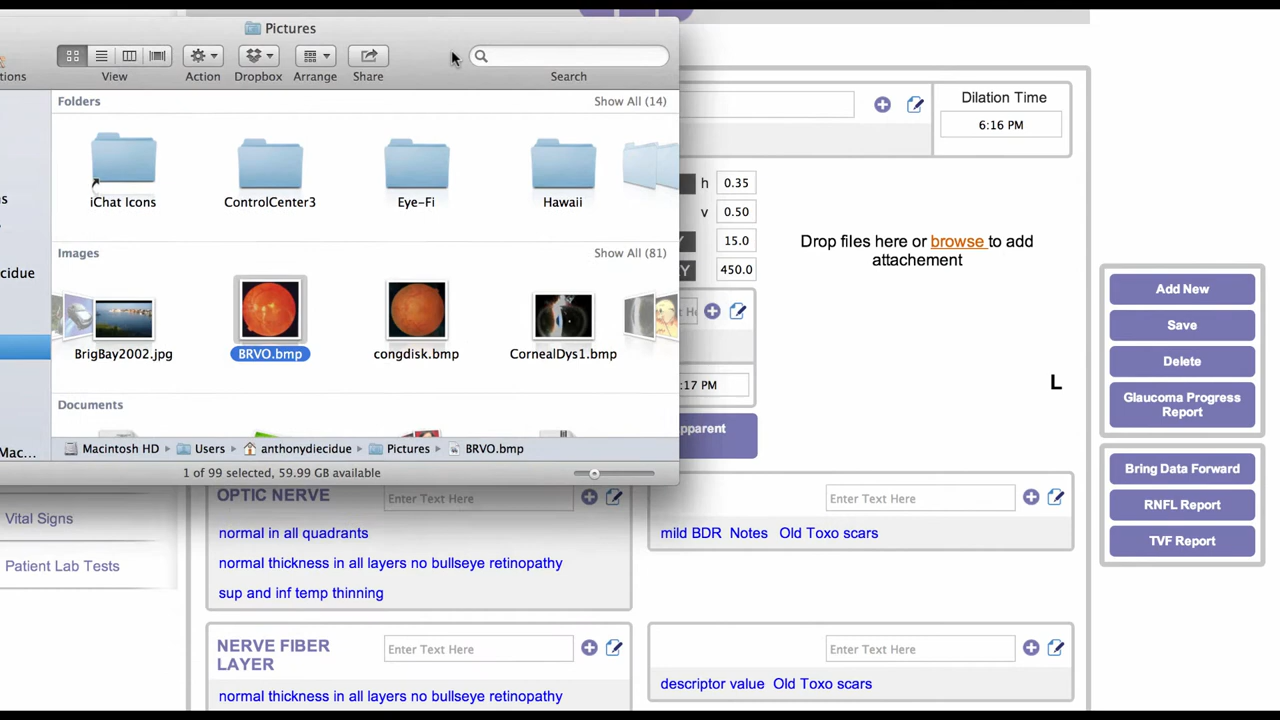 Pictures
View Action Dropbox Arrange Share Search
tions
Folders Show All (14)
iChat Icons ControlCenter3 Eye-Fi Hawaii
Images Show All (81)
BrigBay2002.jpg BRVO.bmp congdisk.bmp CornealDys1.bmp
Documents
Macintosh HD Users anthonydiecidue Pictures BRVO.bmp
1 of 99 selected, 59.99 GB available
cidue
Mac...
Dilation Time
6:16 PM
h 0.35
v 0.50
Y 15.0
Y 450.0
:17 PM
pparent
Drop files here or browse to add
attachement
L
Add New
Save
Delete
Glaucoma Progress
Report
Bring Data Forward
RNFL Report
TVF Report
Vital Signs
Patient Lab Tests
OPTIC NERVE Enter Text Here
normal in all quadrants
normal thickness in all layers no bullseye retinopathy
sup and inf temp thinning
Enter Text Here
mild BDR Notes Old Toxo scars
NERVE FIBER
LAYER
Enter Text Here
normal thickness in all layers no bullseye retinopathy
Enter Text Here
descriptor value Old Toxo scars